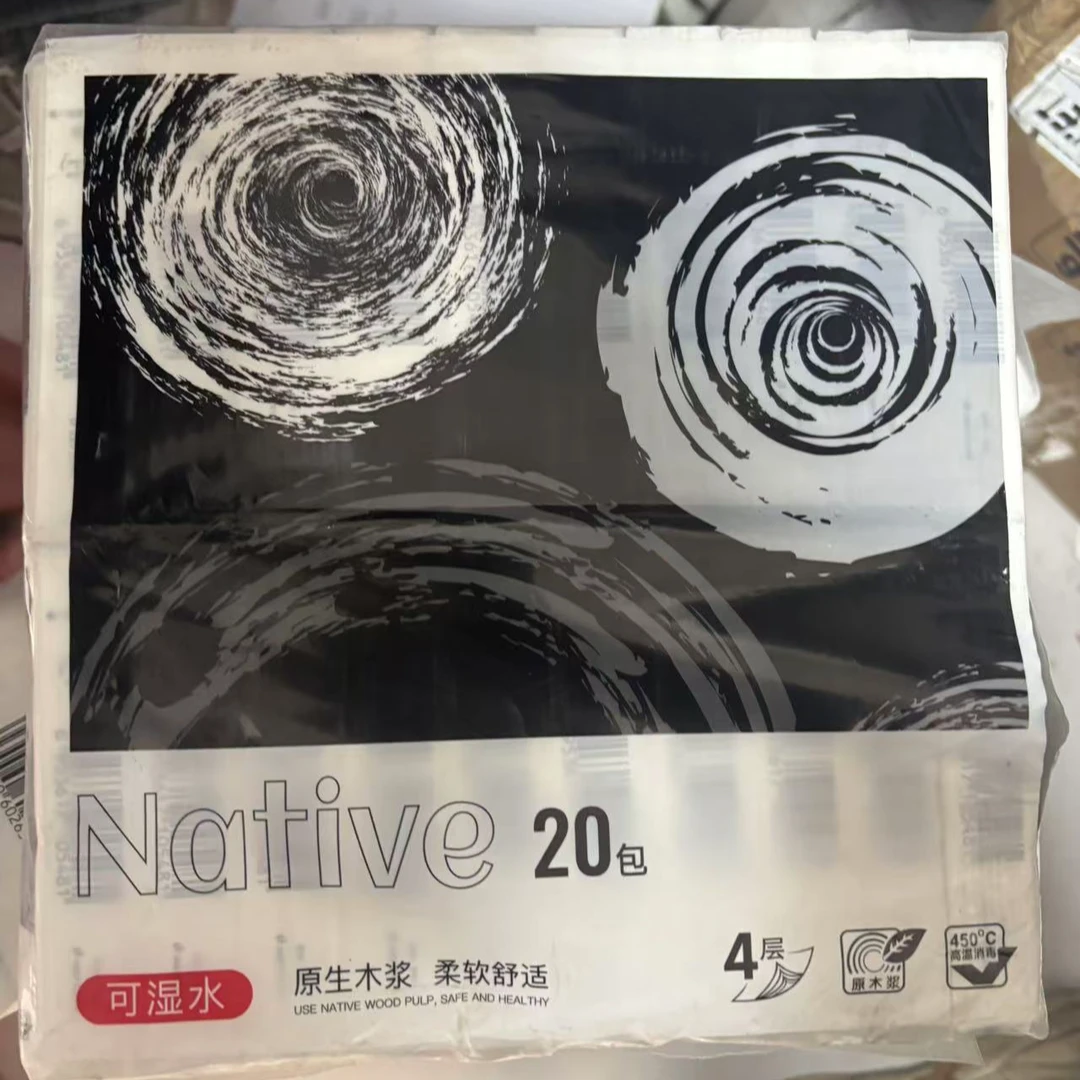 Native 20包
可湿水
原生木浆 柔软舒适
USE NATIVE WOOD PULP, SAFE AND HEALTHY
4层
原木浆
450°C
高温消毒